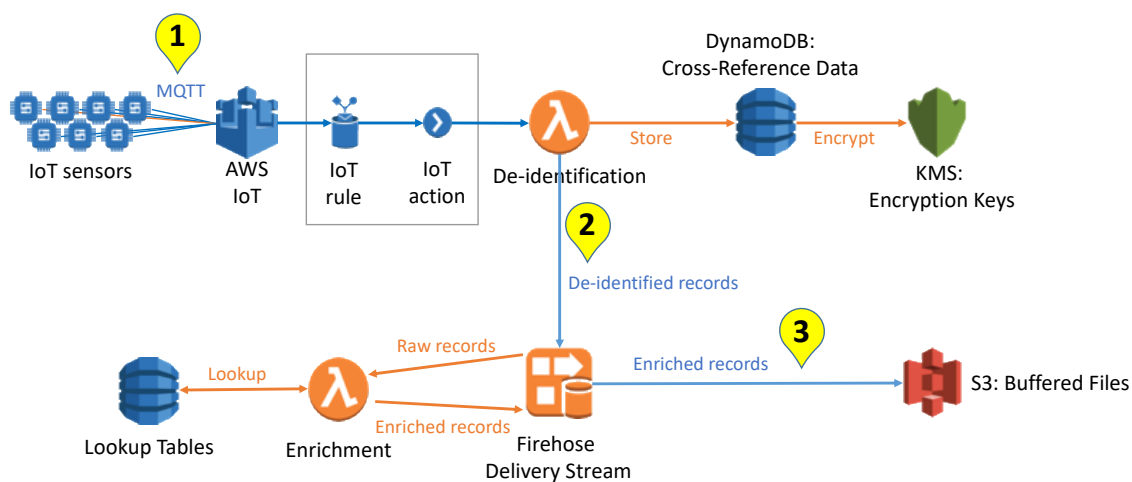 1
MQTT
IoT sensors
AWS
IoT
IoT
rule
IoT
action
De-identification
Store
DynamoDB:
Cross-Reference Data
Encrypt
KMS:
Encryption Keys
2
De-identified records
3
Raw records
Enriched records
Lookup
Enriched records
Lookup Tables
Enrichment
Firehose
Delivery Stream
S3: Buffered Files